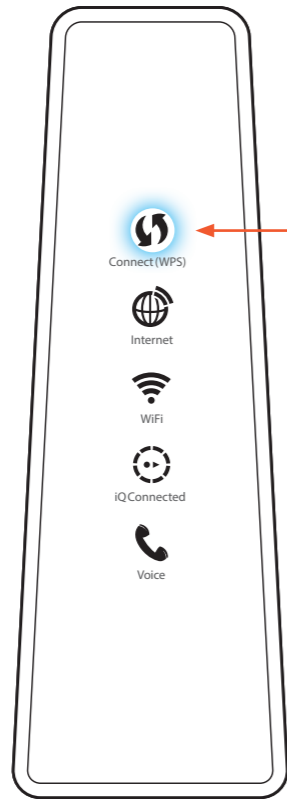 Connect (WPS)
Internet
WiFi
iQ Connected
Voice